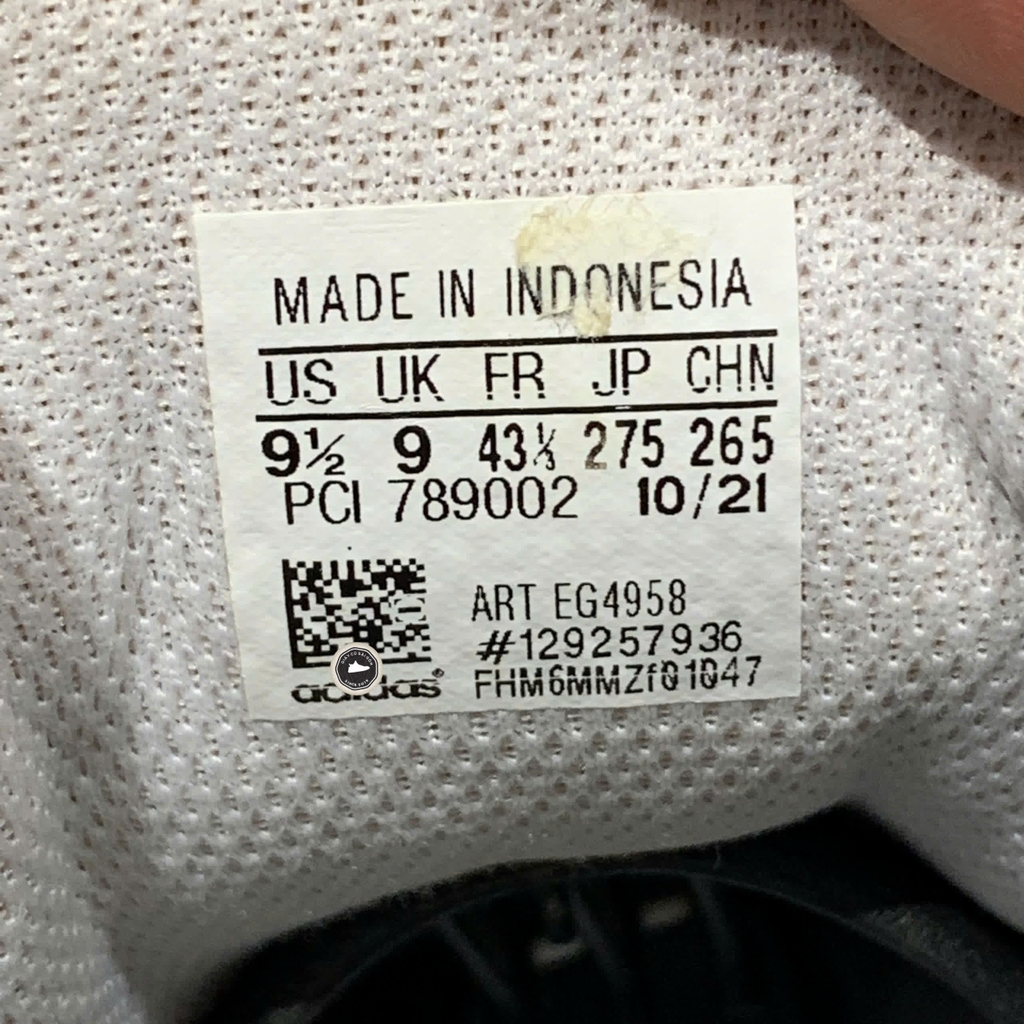 MADE IN INDONESIA
US UK FR JP CHN
9½ 9 43⅓ 275 265
PCI 789002 10/21
ART EG4958
#129257936
FHM6MMZf01047
adidas®